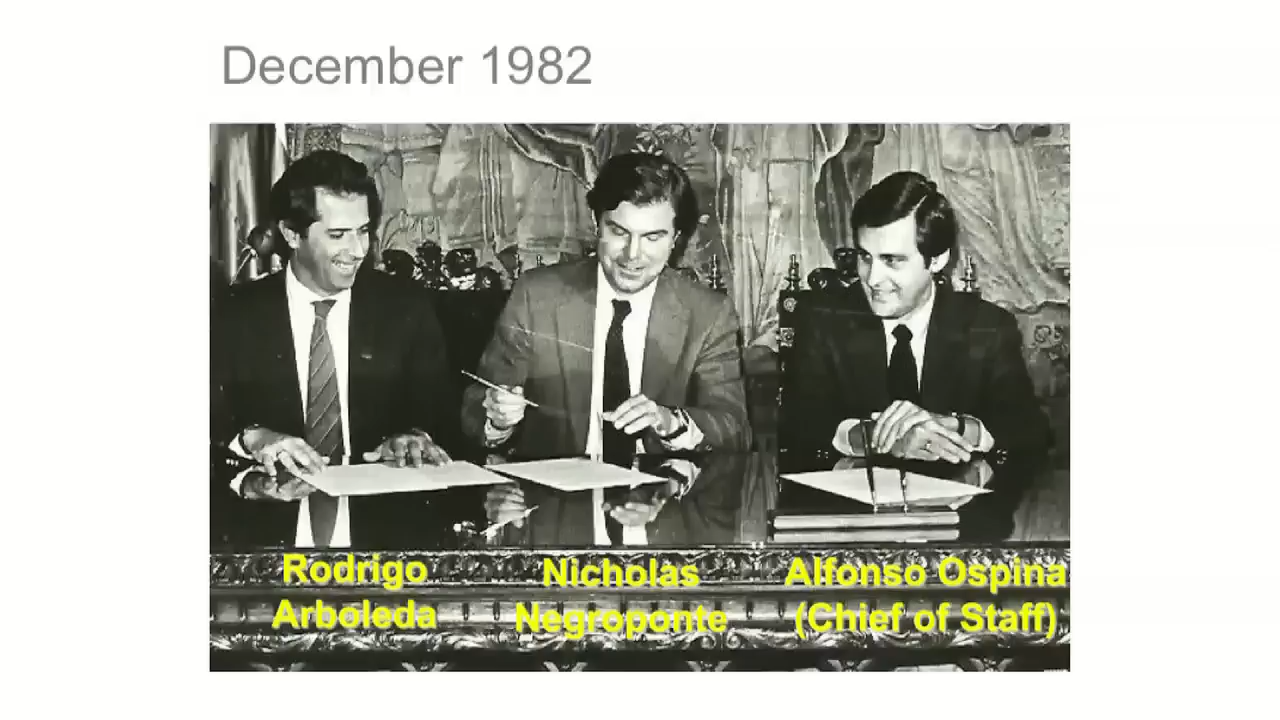 December 1982
Rodrigo
Arboleda
Nicholas
Negroponte
Alfonso Ospina
(Chief of Staff)